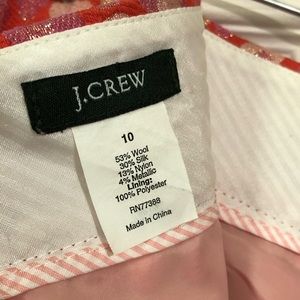 J.CREW
10
53% Wool
30% Silk
13% Nylon
4% Metallic
Lining:
100% Polyester
RN77388
Made in China